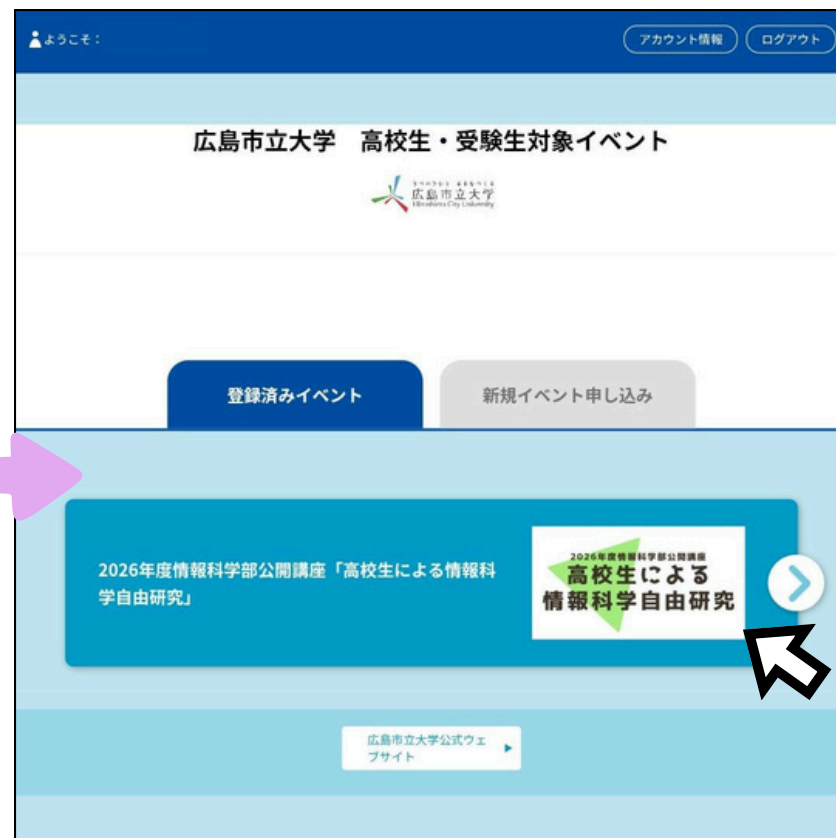 ようこそ：
アカウント情報
ログアウト
広島市立大学　高校生・受験生対象イベント
広島市立大学
Hiroshima City University
登録済みイベント
新規イベント申し込み
2026年度情報科学部公開講座「高校生による情報科
学自由研究」
2026年度情報科学部公開講座
高校生による
情報科学自由研究
広島市立大学公式ウェ
ブサイト